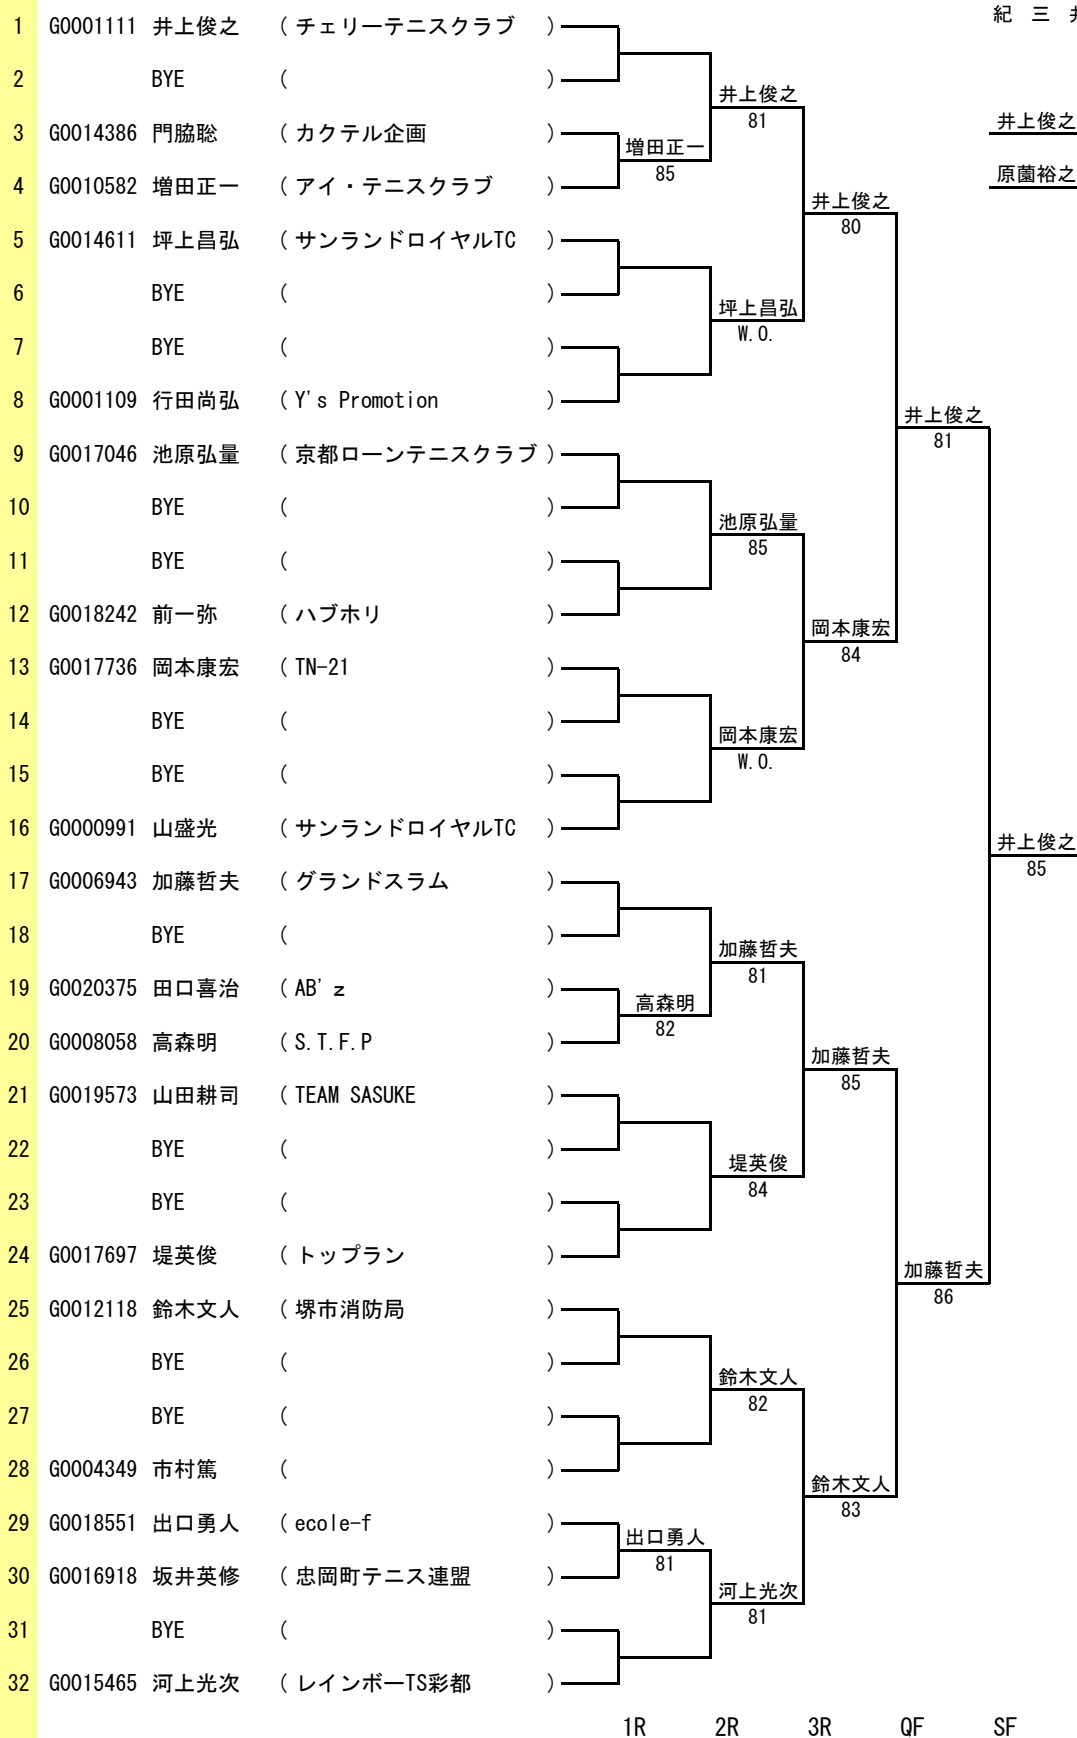 紀 三
1 G0001111 井上俊之 ( チェリーテニスクラブ )
2 BYE ( )
井上俊之
81
3 G0014386 門脇聡 ( カクテル企画 )
井上俊之
増田正一
85
4 G0010582 増田正一 ( アイ・テニスクラブ )
原薗裕之
井上俊之
80
5 G0014611 坪上昌弘 ( サンランドロイヤルTC )
6 BYE ( )
坪上昌弘
W.O.
7 BYE ( )
8 G0001109 行田尚弘 ( Y's Promotion )
井上俊之
81
9 G0017046 池原弘量 ( 京都ローンテニスクラブ )
10 BYE ( )
池原弘量
85
11 BYE ( )
12 G0018242 前一弥 ( ハブホリ )
岡本康宏
84
13 G0017736 岡本康宏 ( TN-21 )
14 BYE ( )
岡本康宏
W.O.
15 BYE ( )
16 G0000991 山盛光 ( サンランドロイヤルTC )
井上俊之
85
17 G0006943 加藤哲夫 ( グランドスラム )
18 BYE ( )
加藤哲夫
81
19 G0020375 田口喜治 ( AB' z )
高森明
82
20 G0008058 高森明 ( S.T.F.P )
加藤哲夫
85
21 G0019573 山田耕司 ( TEAM SASUKE )
22 BYE ( )
堤英俊
84
23 BYE ( )
24 G0017697 堤英俊 ( トップラン )
加藤哲夫
86
25 G0012118 鈴木文人 ( 堺市消防局 )
26 BYE ( )
鈴木文人
82
27 BYE ( )
28 G0004349 市村篤 ( )
鈴木文人
83
29 G0018551 出口勇人 ( ecole-f )
出口勇人
81
30 G0016918 坂井英修 ( 忠岡町テニス連盟 )
河上光次
81
31 BYE ( )
32 G0015465 河上光次 ( レインボーTS彩都 )
1R 2R 3R QF SF